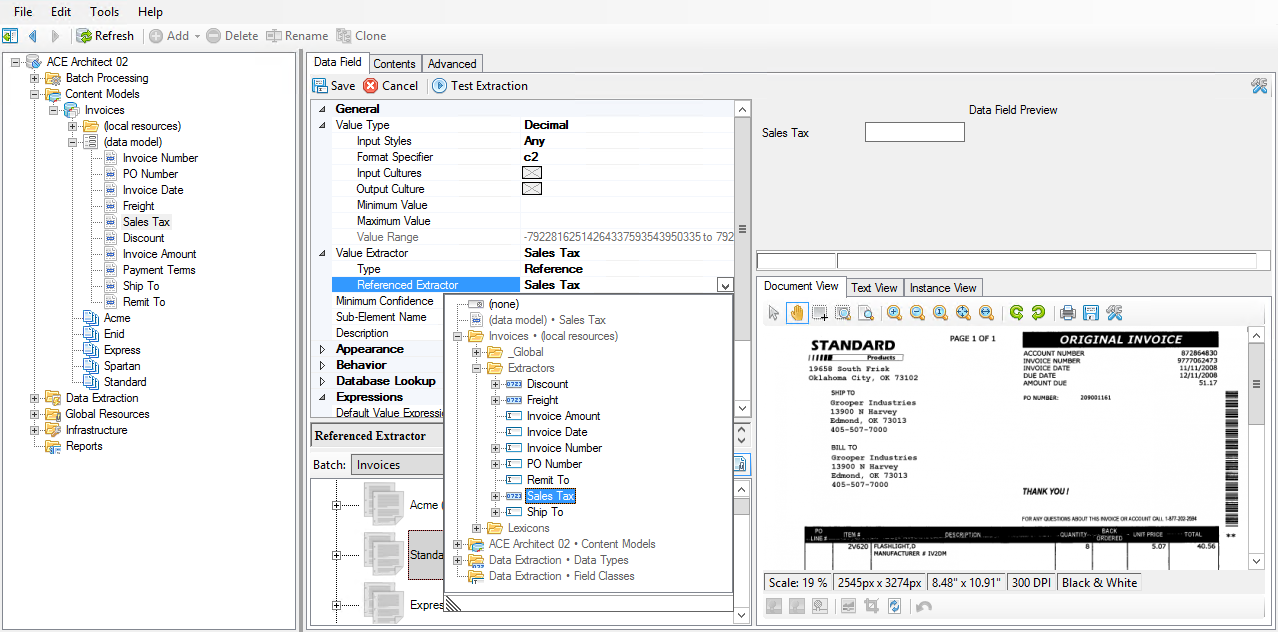 File Edit Tools Help
Refresh Add Delete Rename Clone
ACE Architect 02
Batch Processing
Content Models
Invoices
(local resources)
(data model)
Invoice Number
PO Number
Invoice Date
Freight
Sales Tax
Discount
Invoice Amount
Payment Terms
Ship To
Remit To
Acme
Enid
Express
Spartan
Standard
Data Extraction
Global Resources
Infrastructure
Reports
Data Field Contents Advanced
Save Cancel Test Extraction
General
Value Type Decimal
Input Styles Any
Format Specifier c2
Input Cultures
Output Culture
Minimum Value
Maximum Value
Value Range -79228162514264337593543950335 to 792
Value Extractor Sales Tax
Type Reference
Referenced Extractor Sales Tax
Minimum Confidence
Sub-Element Name
Description
Appearance
Behavior
Database Lookup
Expressions
Default Value Expressi
Referenced Extractor
Batch: Invoices
Acme (
Standa
Expres
(none)
(data model) • Sales Tax
Invoices • (local resources)
_Global
Extractors
0723 Discount
0723 Freight
Invoice Amount
Invoice Date
Invoice Number
PO Number
Remit To
0723 Sales Tax
Ship To
Lexicons
ACE Architect 02 • Content Models
Data Extraction • Data Types
Data Extraction • Field Classes
Data Field Preview
Sales Tax
Document View Text View Instance View
STANDARD
Products
19658 South Frisk
Oklahoma City, OK 73102
PAGE 1 OF 1
ORIGINAL INVOICE
ACCOUNT NUMBER 872864830
INVOICE NUMBER 9777062473
INVOICE DATE 11/11/2008
DUE DATE 12/11/2008
AMOUNT DUE 51.17
PO NUMBER: 209001161
SHIP TO
Grooper Industries
13900 N Harvey
Edmond, OK 73013
405-507-7000
BILL TO
Grooper Industries
13900 N Harvey
Edmond, OK 73013
405-507-7000
THANK YOU !
FOR ANY QUESTIONS ABOUT THIS INVOICE OR ACCOUNT CALL 1-877-202-2594
PO LINE # ITEM # DESCRIPTION QUANTITY BACK ORDERED UNIT PRICE TOTAL
**
2V620 FLASHLIGHT,D 8 5.07 40.56
MANUFACTURER # IV2DM
Scale: 19 % 2545px x 3274px 8.48" x 10.91" 300 DPI Black & White